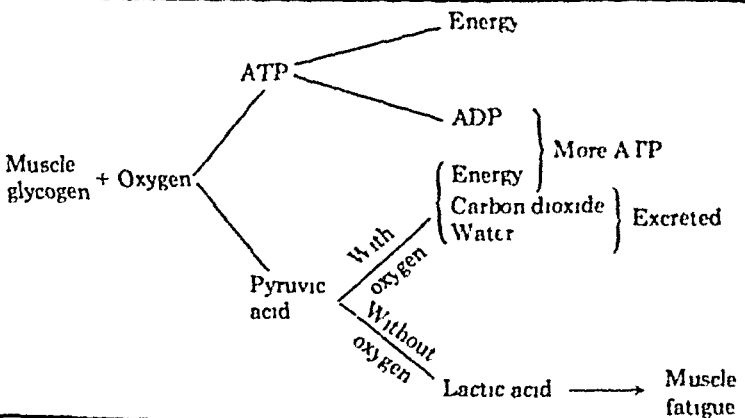 Energy
ATP
ADP
More ATP
Muscle
glycogen + Oxygen
Energy
Carbon dioxide
Water
Excreted
With
oxygen
Pyruvic
acid
Without
oxygen
Lactic acid
Muscle
fatigue